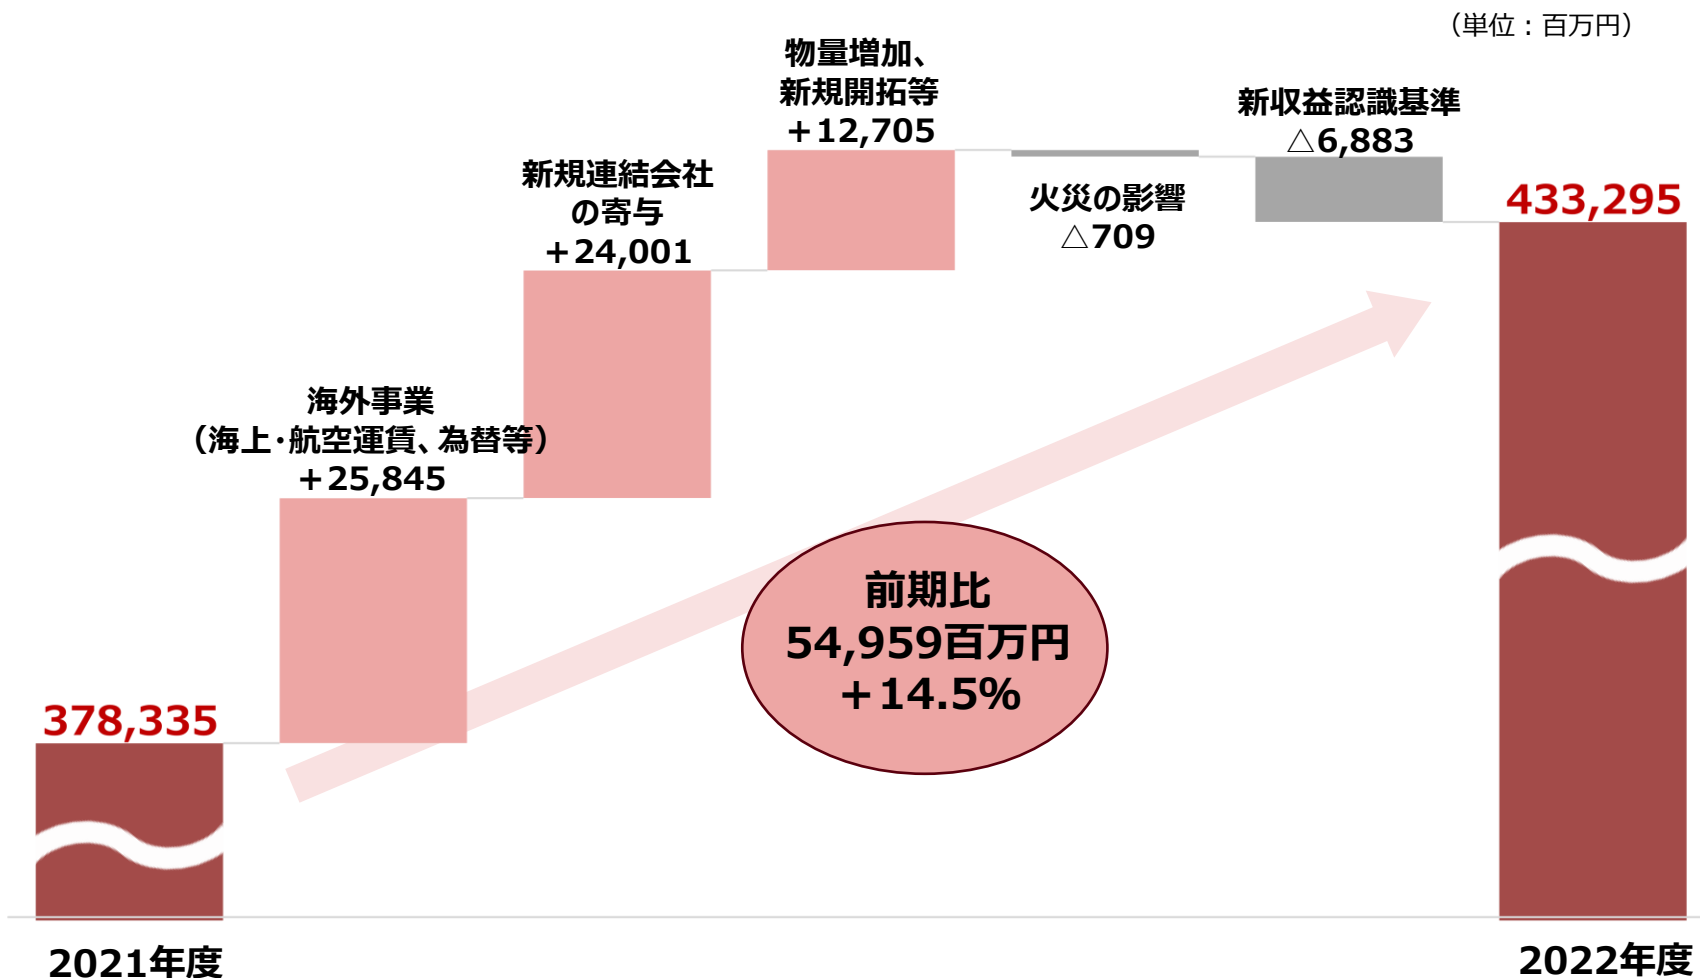 （単位：百万円）
物量増加、
新規開拓等
＋12,705
新収益認識基準
△6,883
新規連結会社
の寄与
＋24,001
火災の影響
△709
433,295
海外事業
（海上・航空運賃、為替等）
＋25,845
前期比
54,959百万円
＋14.5%
378,335
2021年度
2022年度